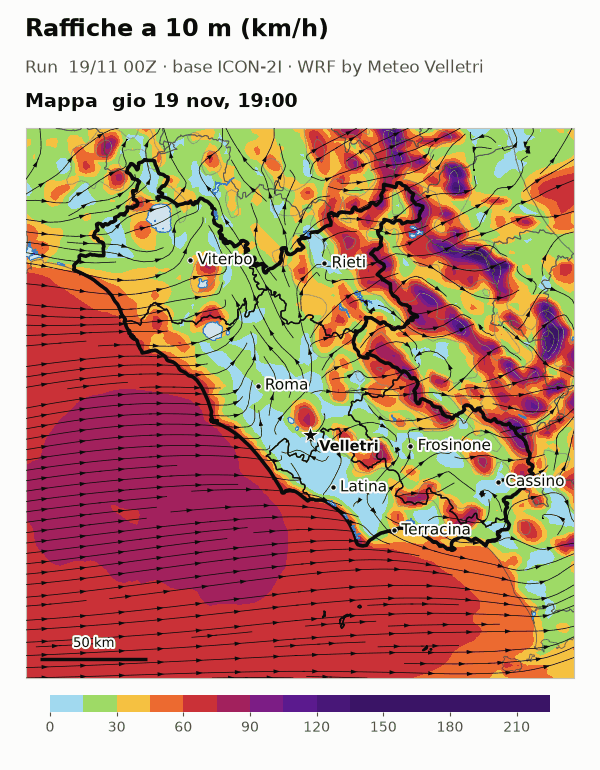 Raffiche a 10 m (km/h)
Run  19/11 00Z · base ICON-2I · WRF by Meteo Velletri
Mappa  gio 19 nov, 19:00
Viterbo
Rieti
Roma
Velletri
Frosinone
Cassino
Latina
Terracina
50 km
0 30 60 90 120 150 180 210